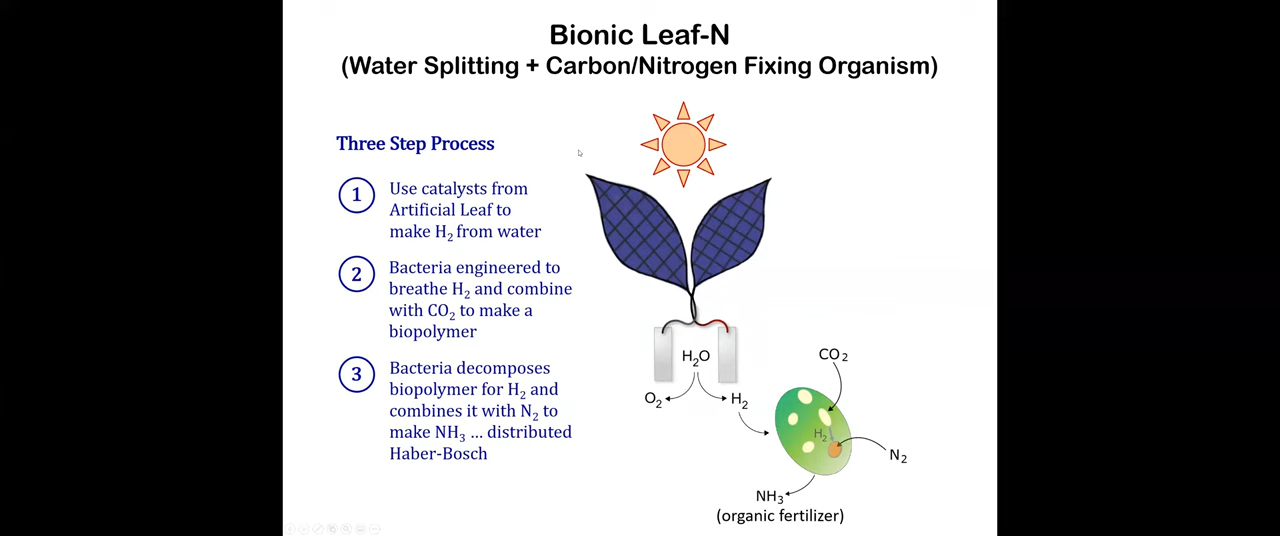 Bionic Leaf-N
(Water Splitting + Carbon/Nitrogen Fixing Organism)
Three Step Process
1
Use catalysts from
Artificial Leaf to
make H₂ from water
2
Bacteria engineered to
breathe H₂ and combine
with CO₂ to make a
biopolymer
3
Bacteria decomposes
biopolymer for H₂ and
combines it with N₂ to
make NH₃ ... distributed
Haber-Bosch
H₂O
O₂
H₂
CO₂
H₂
N₂
NH₃
(organic fertilizer)